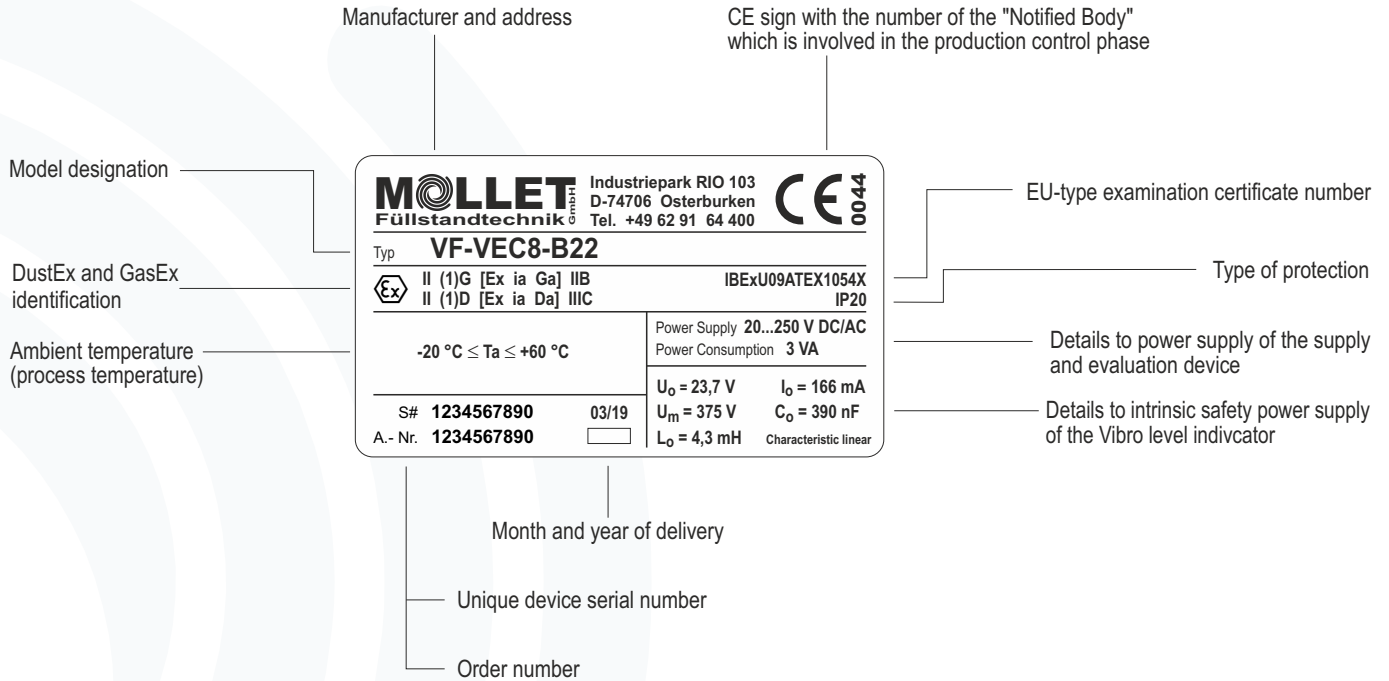 Manufacturer and address
CE sign with the number of the "Notified Body"
which is involved in the production control phase
Model designation
DustEx and GasEx
identification
Ambient temperature
(process temperature)
MOLLET GmbH
Füllstandtechnik
Industriepark RIO 103
D-74706 Osterburken
Tel. +49 62 91 64 400
CE 0044
Typ VF-VEC8-B22
Ex II (1)G [Ex ia Ga] IIB
II (1)D [Ex ia Da] IIIC
IBExU09ATEX1054X
IP20
-20 °C ≤ Ta ≤ +60 °C
Power Supply 20...250 V DC/AC
Power Consumption 3 VA
Uo = 23,7 V Io = 166 mA
Um = 375 V Co = 390 nF
Lo = 4,3 mH Characteristic linear
S# 1234567890 03/19
A.- Nr. 1234567890
EU-type examination certificate number
Type of protection
Details to power supply of the supply
and evaluation device
Details to intrinsic safety power supply
of the Vibro level indivcator
Month and year of delivery
Unique device serial number
Order number